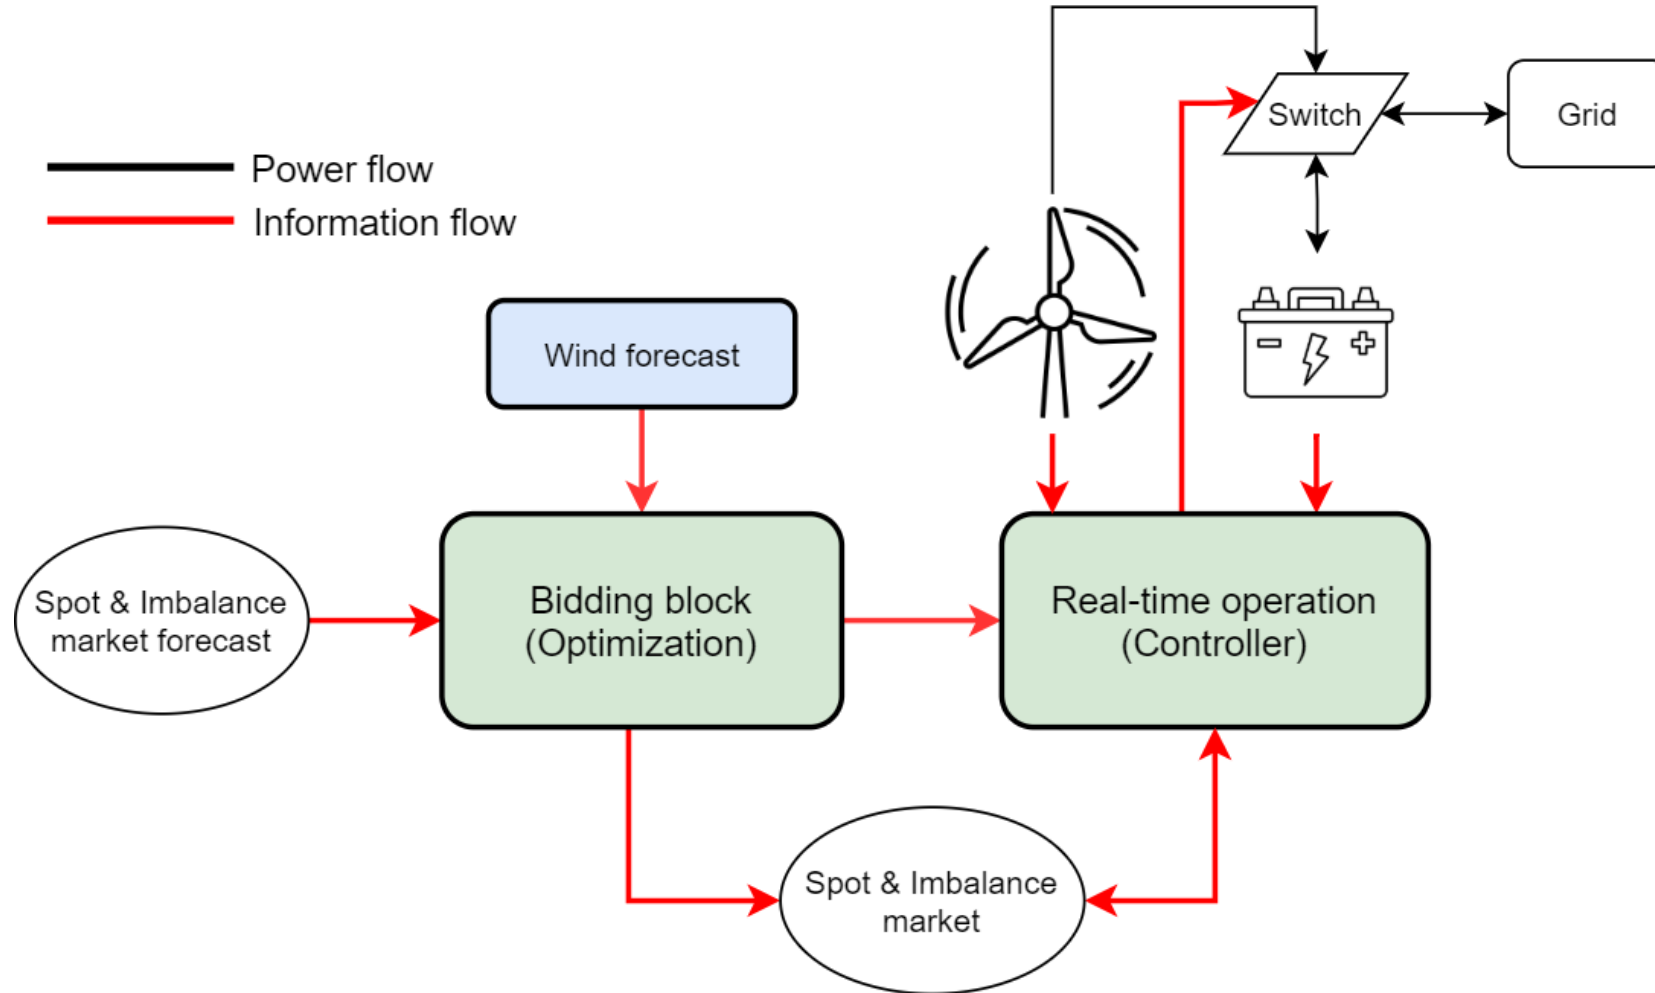 Switch
Grid
Power flow
Information flow
Wind forecast
Spot & Imbalance
market forecast
Bidding block
(Optimization)
Real-time operation
(Controller)
Spot & Imbalance
market